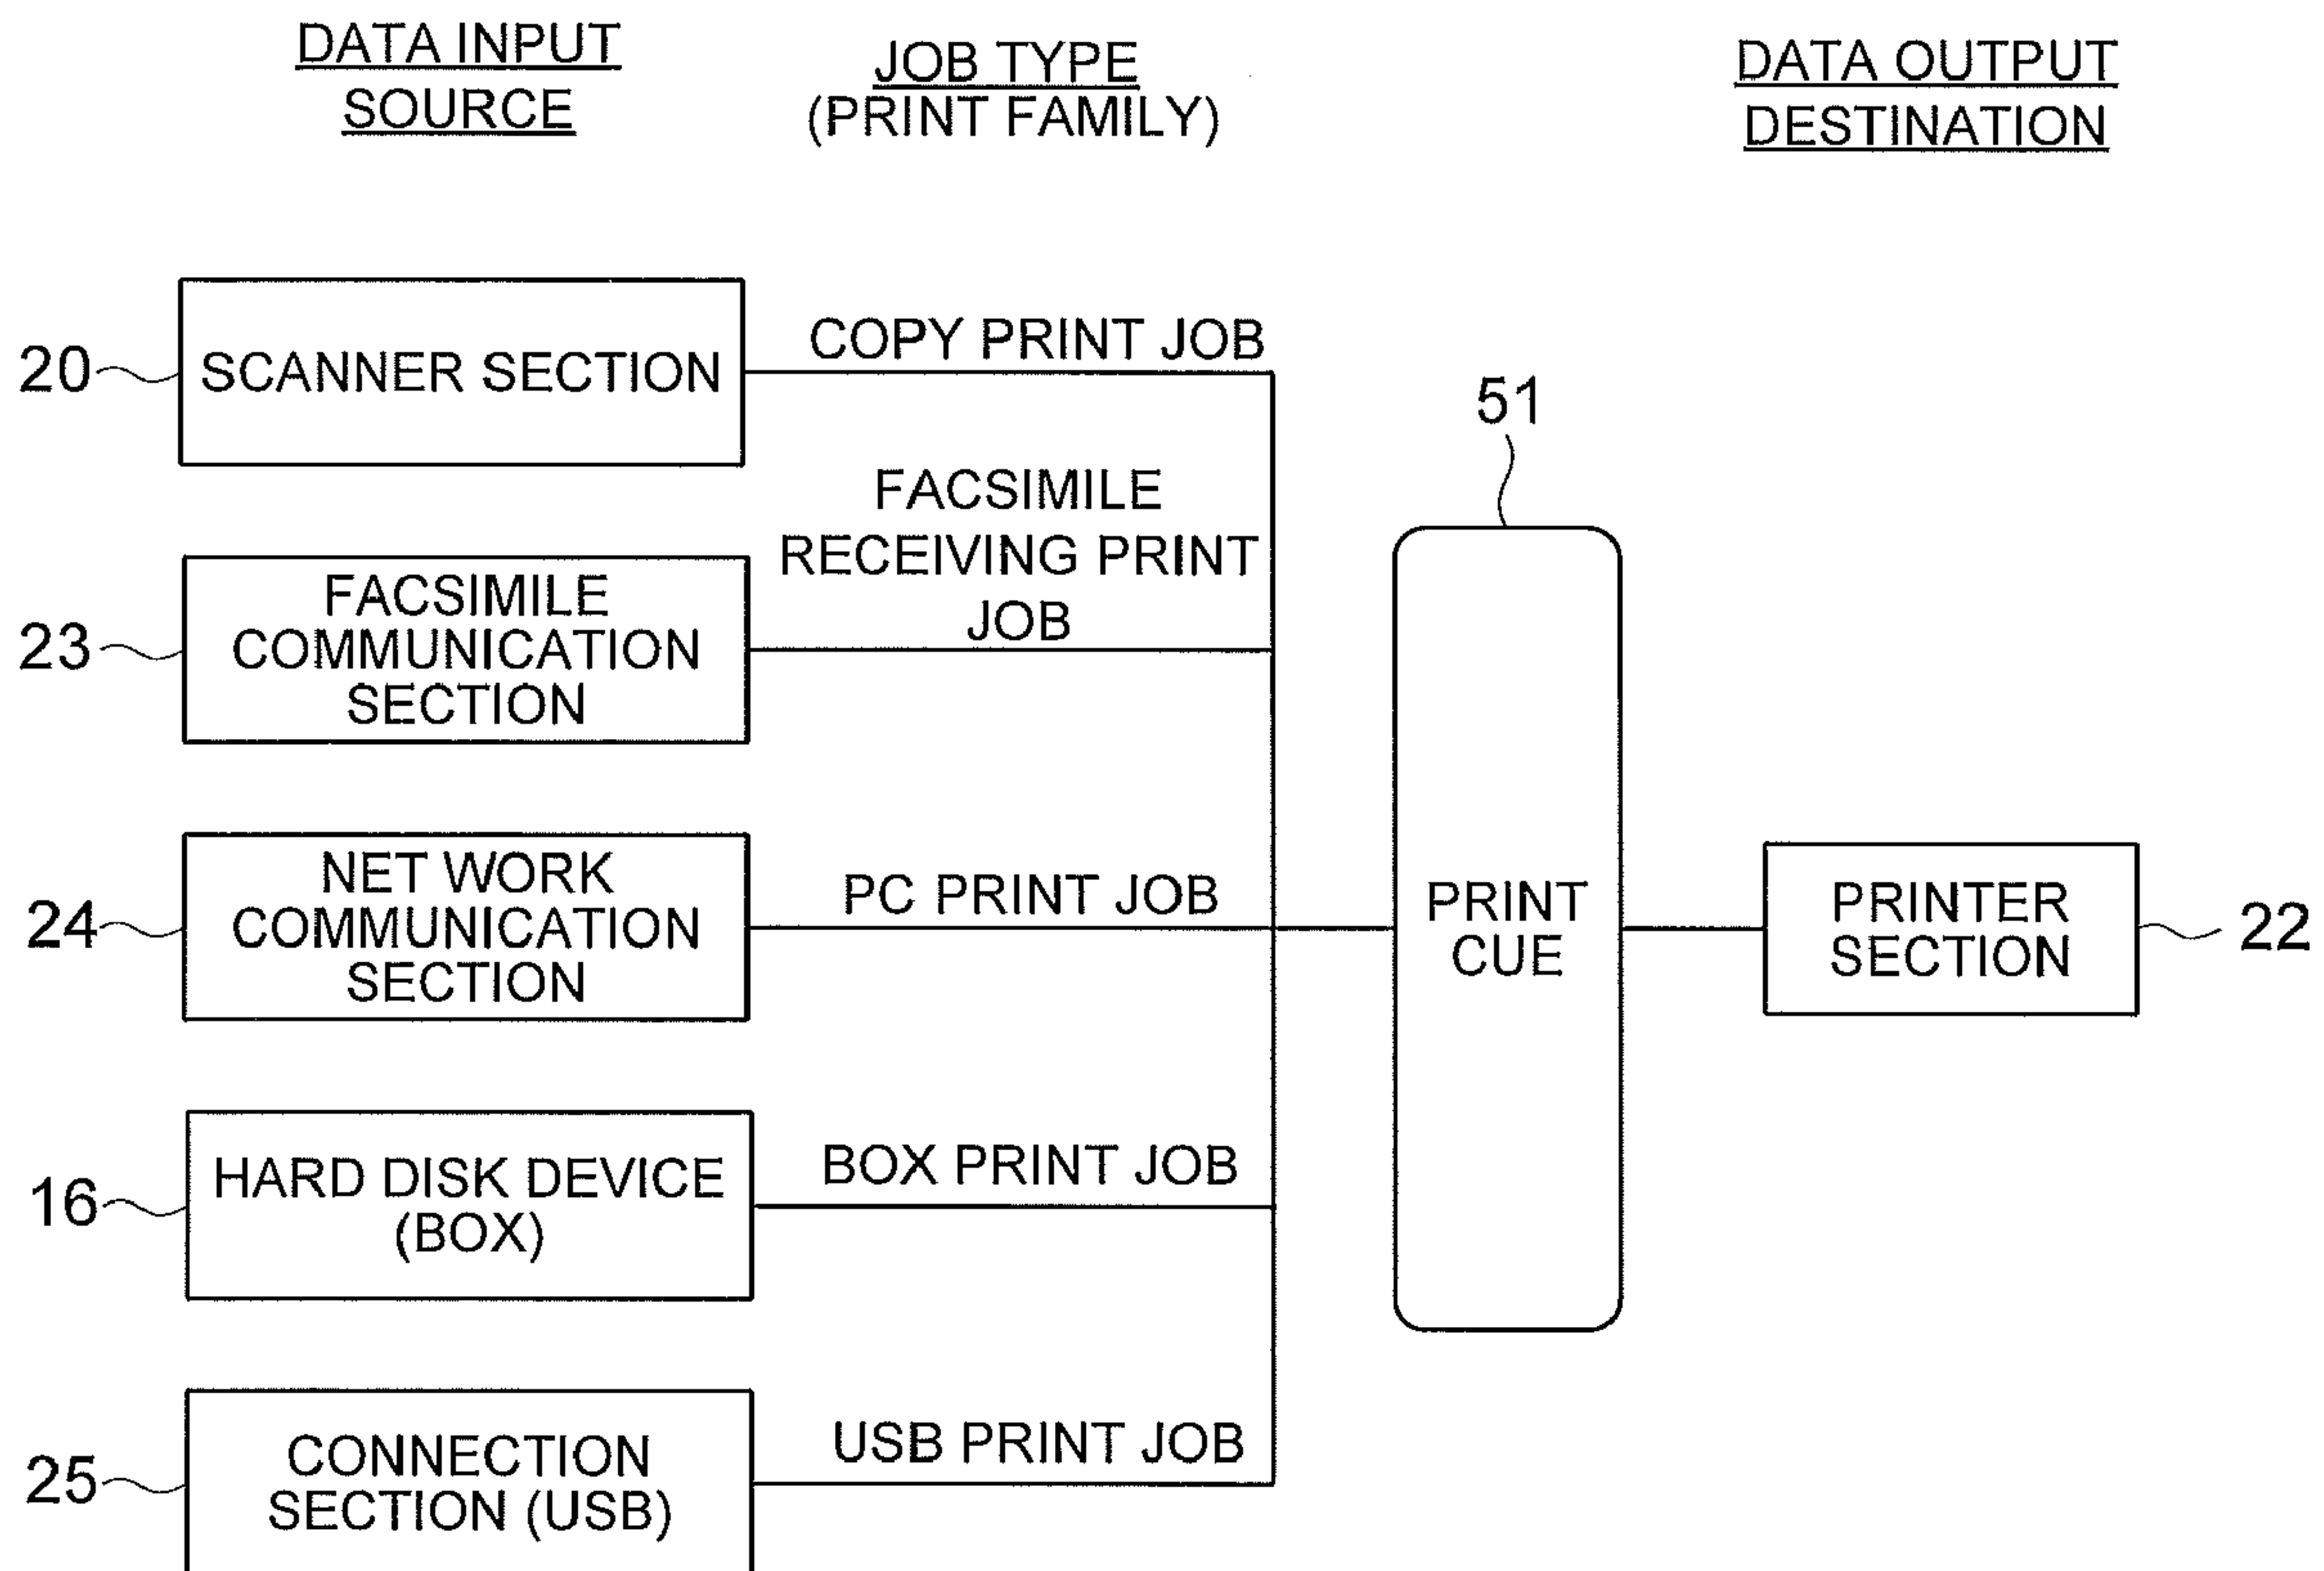 DATA INPUT
SOURCE
JOB TYPE
(PRINT FAMILY)
DATA OUTPUT
DESTINATION
20
SCANNER SECTION
COPY PRINT JOB
51
23
FACSIMILE
COMMUNICATION
SECTION
FACSIMILE
RECEIVING PRINT
JOB
24
NET WORK
COMMUNICATION
SECTION
PC PRINT JOB
PRINT
CUE
PRINTER
SECTION
22
16
HARD DISK DEVICE
(BOX)
BOX PRINT JOB
25
CONNECTION
SECTION (USB)
USB PRINT JOB